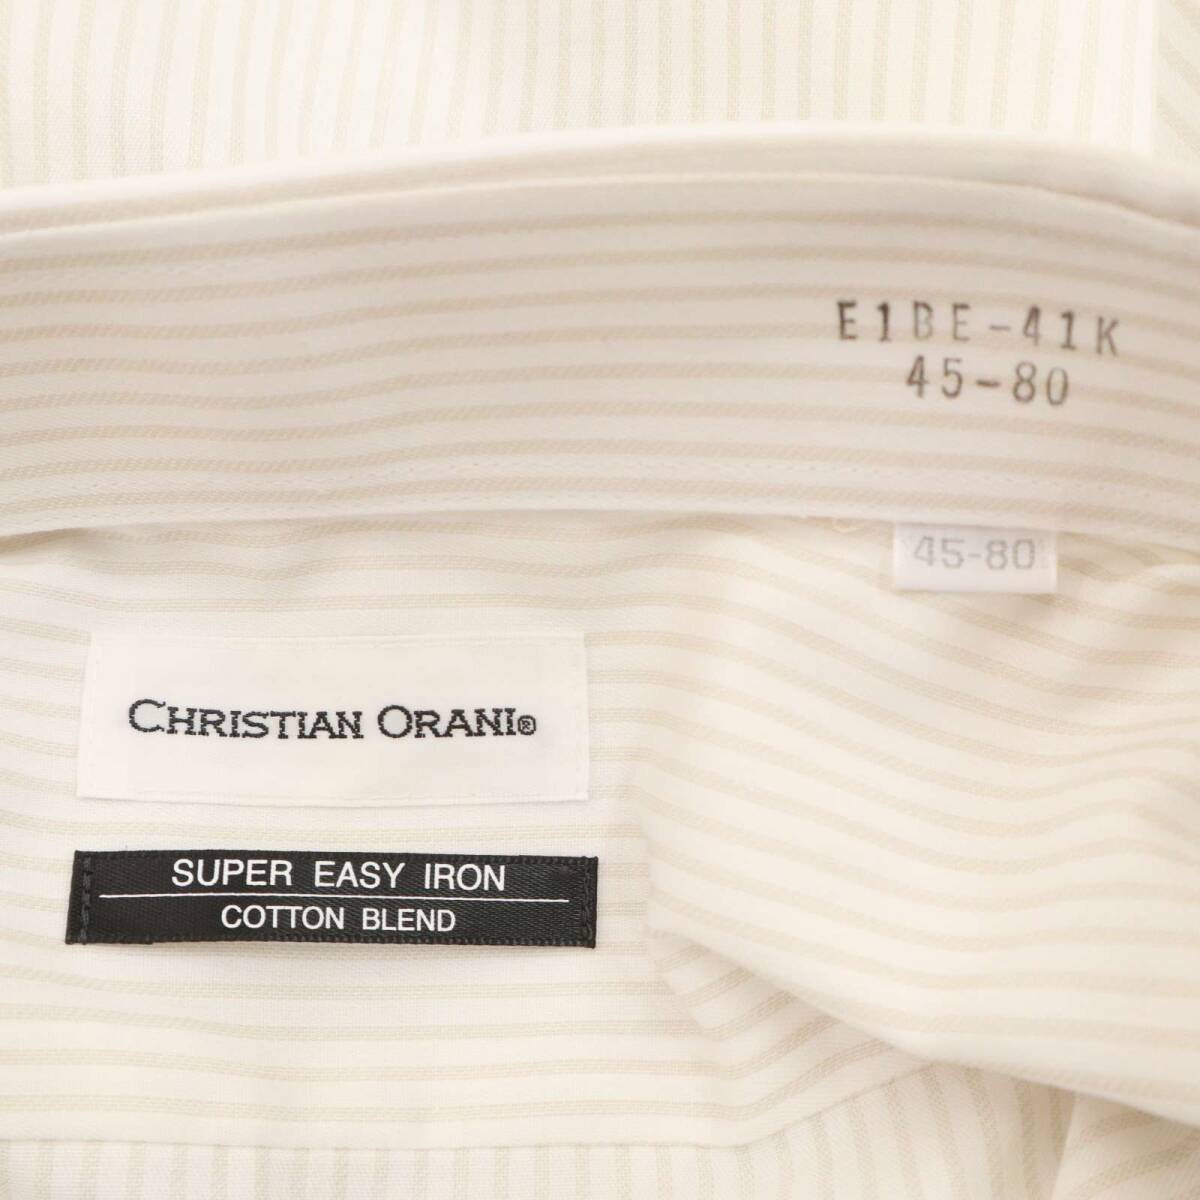 E1BE-41K
45-80
45-80
CHRISTIAN ORANI®
SUPER EASY IRON
COTTON BLEND